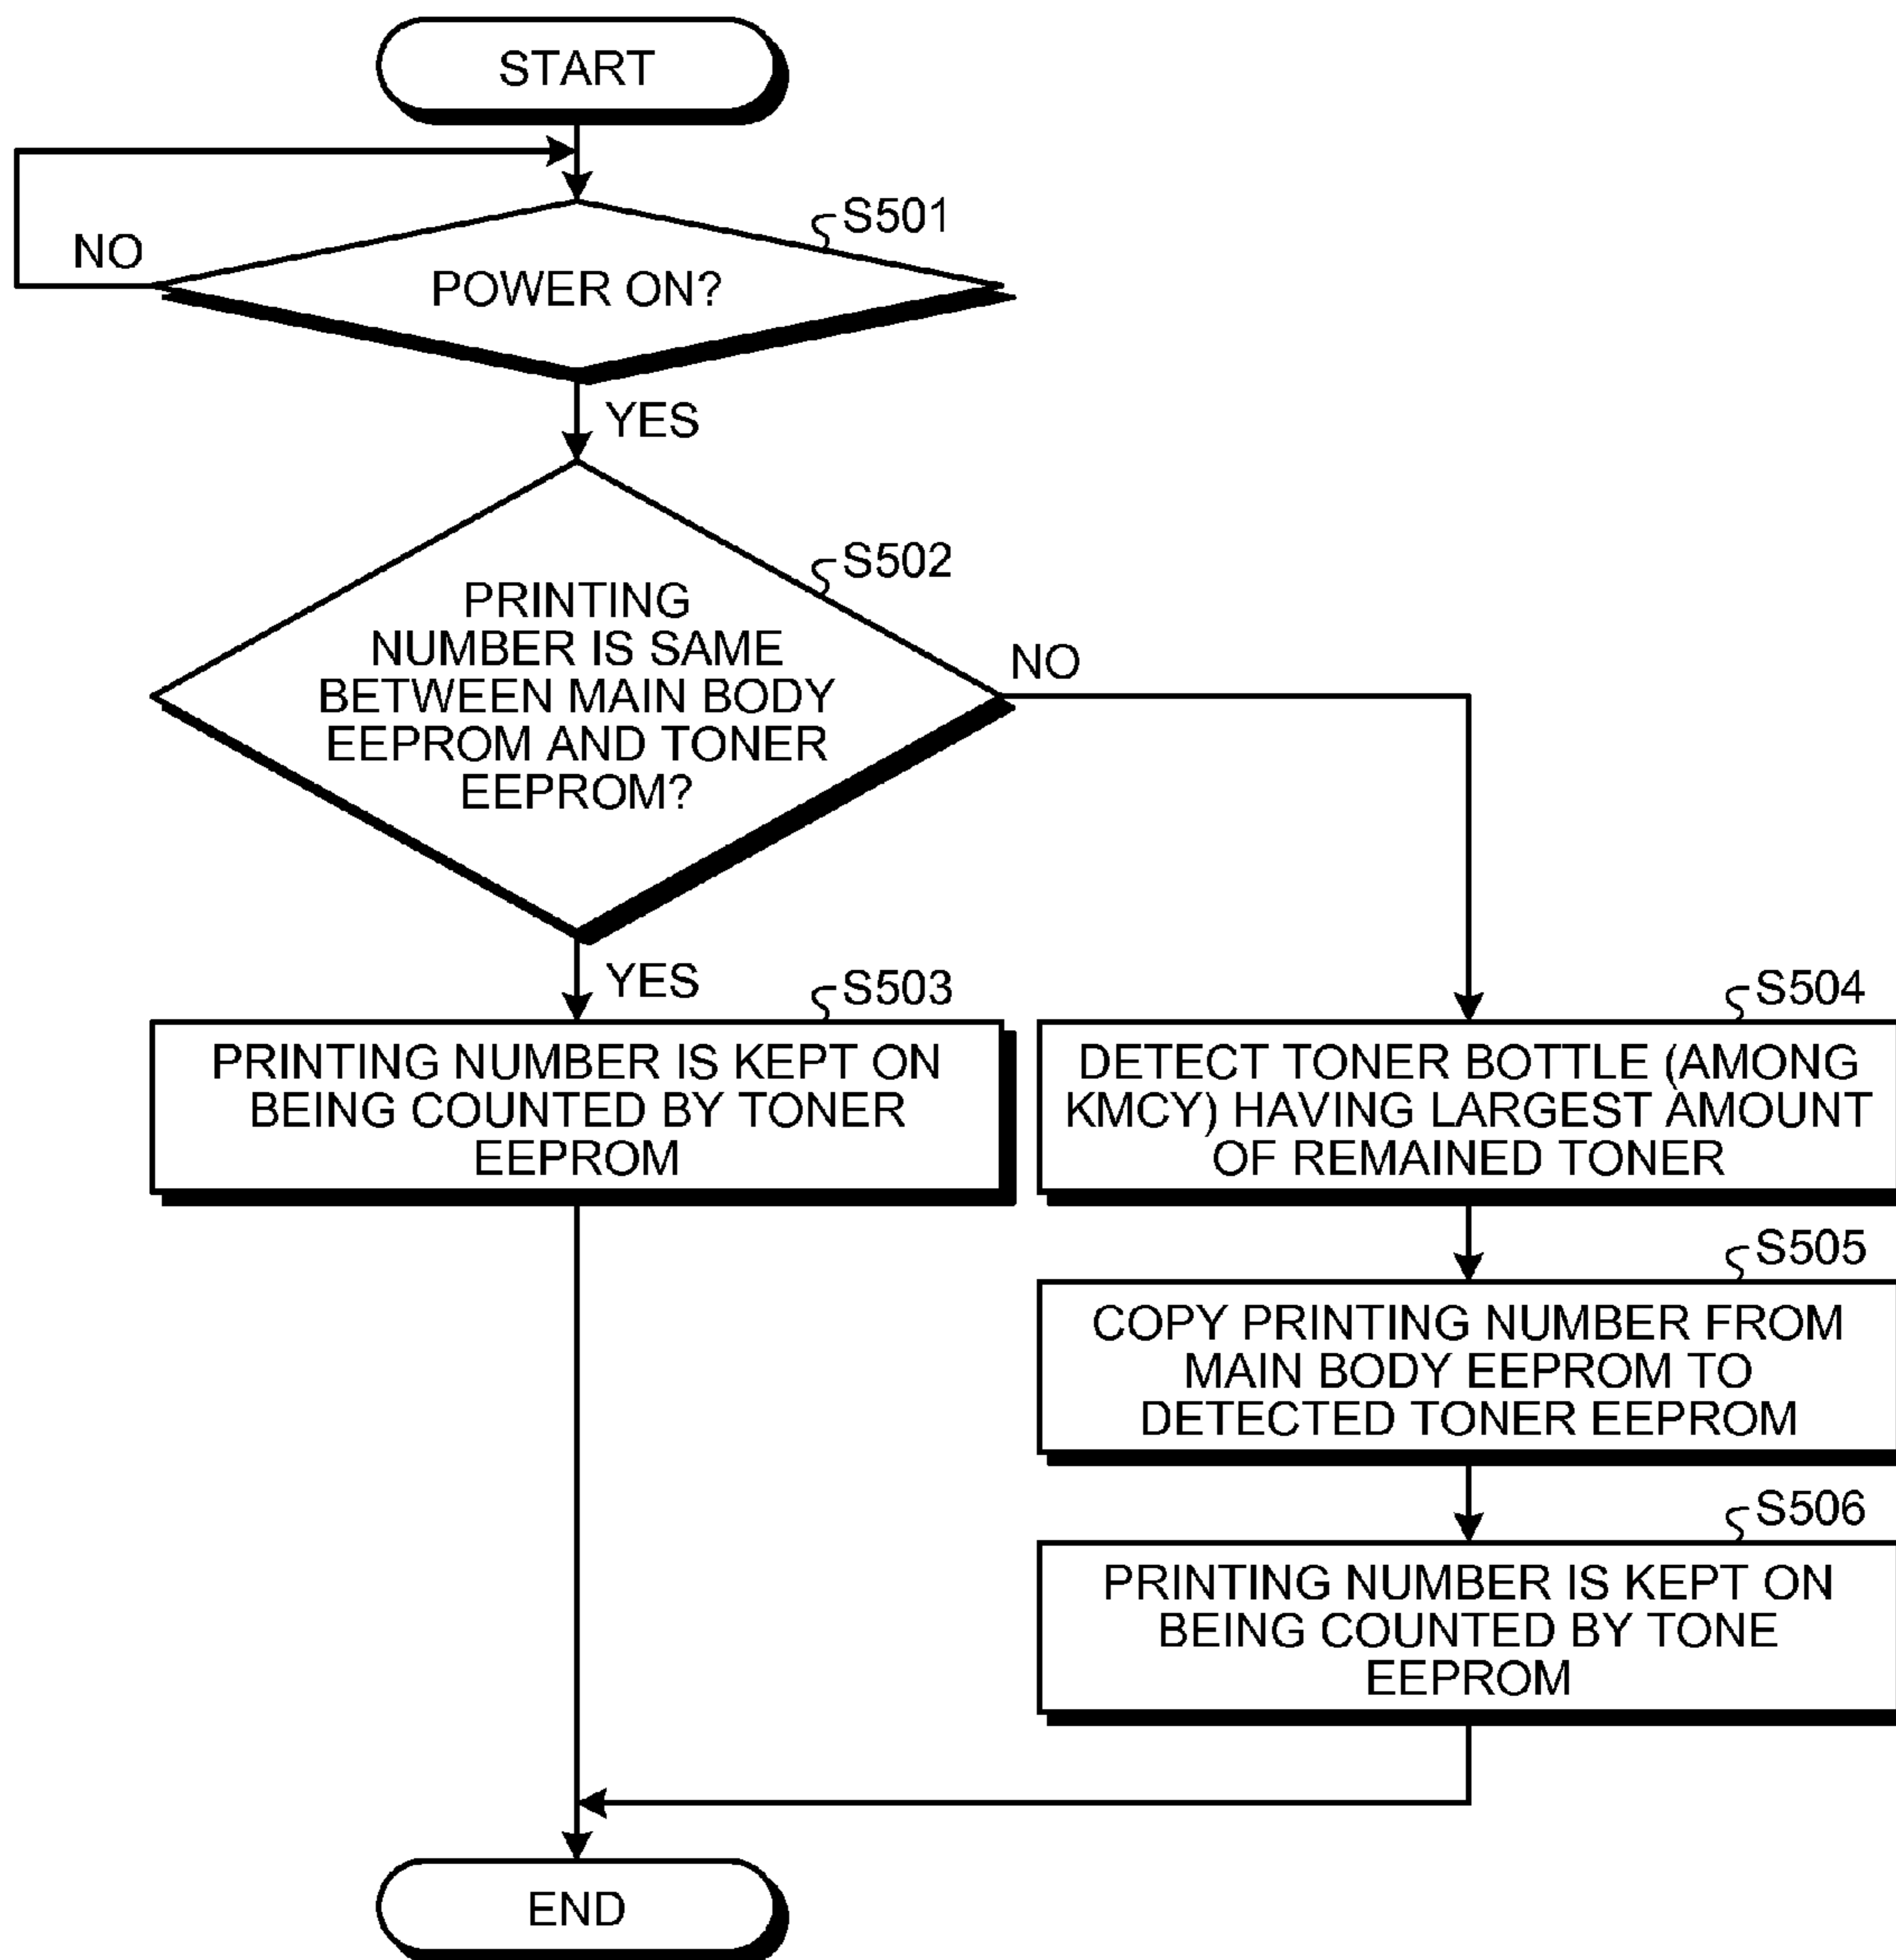 START
S501
NO
POWER ON?
YES
S502
PRINTING
NUMBER IS SAME
BETWEEN MAIN BODY
EEPROM AND TONER
EEPROM?
NO
YES
S503
PRINTING NUMBER IS KEPT ON
BEING COUNTED BY TONER
EEPROM
S504
DETECT TONER BOTTLE (AMONG
KMCY) HAVING LARGEST AMOUNT
OF REMAINED TONER
S505
COPY PRINTING NUMBER FROM
MAIN BODY EEPROM TO
DETECTED TONER EEPROM
S506
PRINTING NUMBER IS KEPT ON
BEING COUNTED BY TONE
EEPROM
END